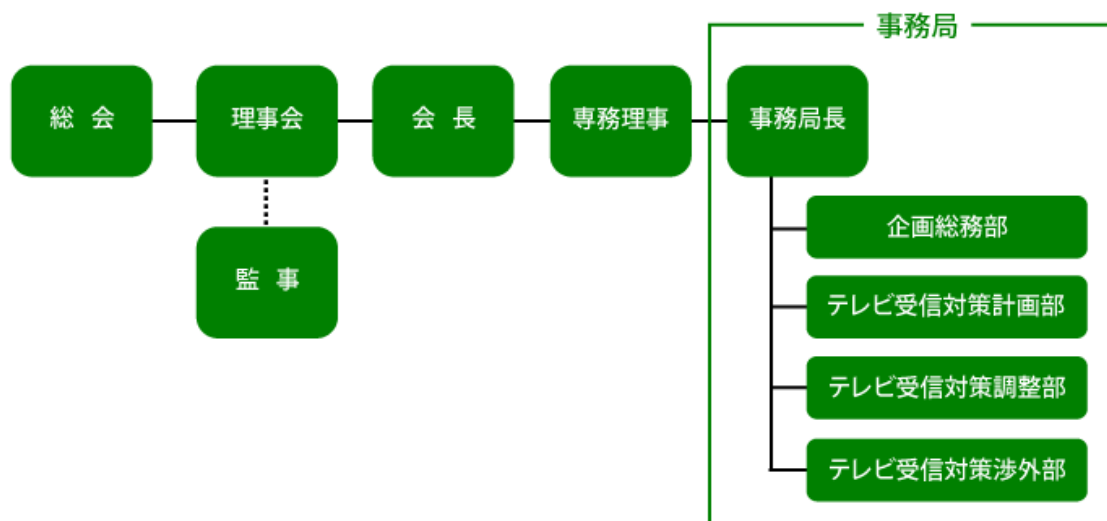 事務局
総 会
理事会
会 長
専務理事
事務局長
監 事
企画総務部
テレビ受信対策計画部
テレビ受信対策調整部
テレビ受信対策渉外部